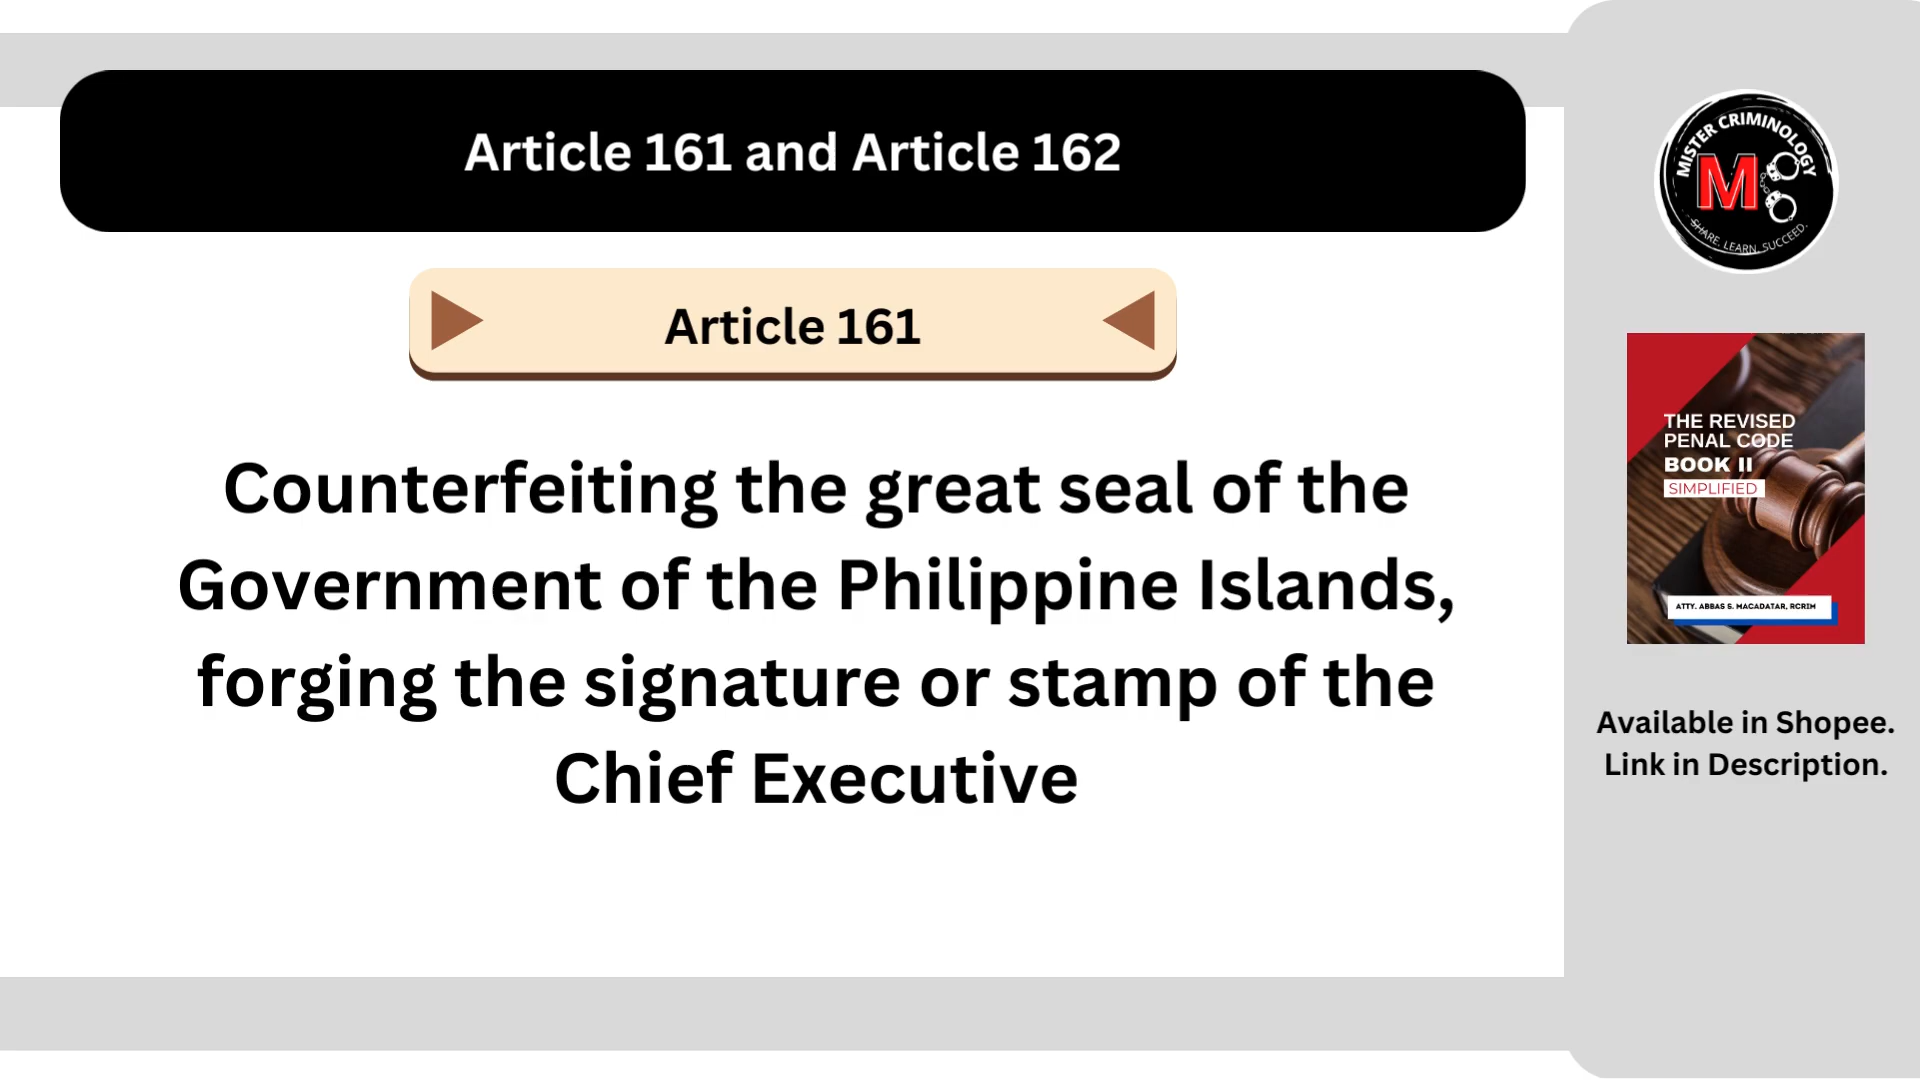 Article 161 and Article 162
Article 161
Counterfeiting the great seal of the
Government of the Philippine Islands,
forging the signature or stamp of the
Chief Executive
MISTER CRIMINOLOGY
M
SHARE. LEARN. SUCCEED.
THE REVISED
PENAL CODE
BOOK II
SIMPLIFIED
ATTY. ABBAS S. MACADATAR, RCRIM
Available in Shopee.
Link in Description.